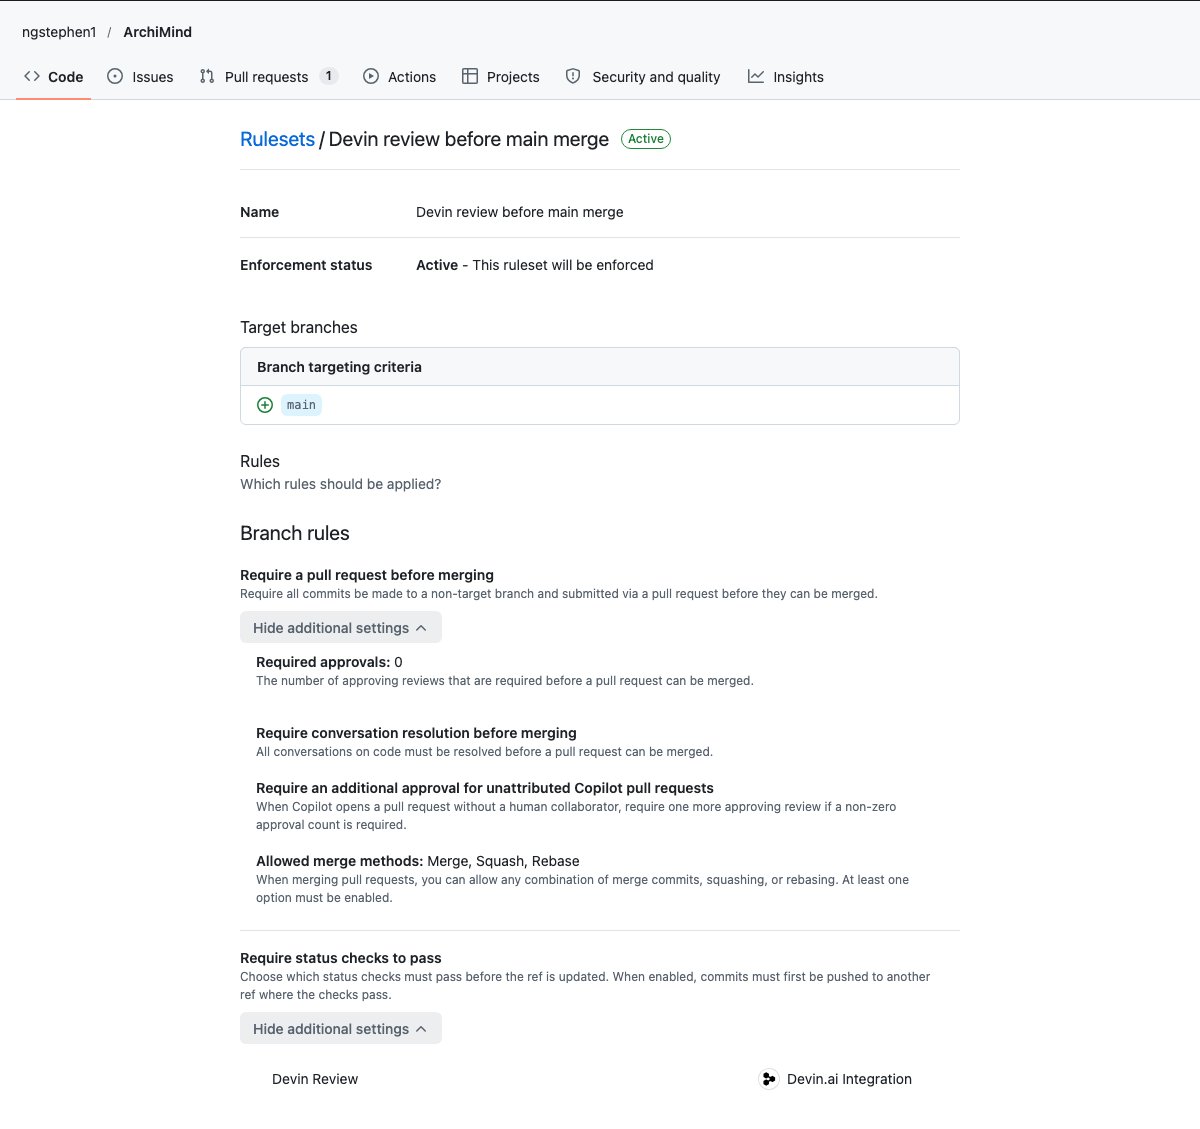 ngstephen1 / ArchiMind
Code Issues Pull requests 1 Actions Projects Security and quality Insights
Rulesets / Devin review before main merge Active
Name Devin review before main merge
Enforcement status Active - This ruleset will be enforced
Target branches
Branch targeting criteria
main
Rules
Which rules should be applied?
Branch rules
Require a pull request before merging
Require all commits be made to a non-target branch and submitted via a pull request before they can be merged.
Hide additional settings
Required approvals: 0
The number of approving reviews that are required before a pull request can be merged.
Require conversation resolution before merging
All conversations on code must be resolved before a pull request can be merged.
Require an additional approval for unattributed Copilot pull requests
When Copilot opens a pull request without a human collaborator, require one more approving review if a non-zero
approval count is required.
Allowed merge methods: Merge, Squash, Rebase
When merging pull requests, you can allow any combination of merge commits, squashing, or rebasing. At least one
option must be enabled.
Require status checks to pass
Choose which status checks must pass before the ref is updated. When enabled, commits must first be pushed to another
ref where the checks pass.
Hide additional settings
Devin Review Devin.ai Integration